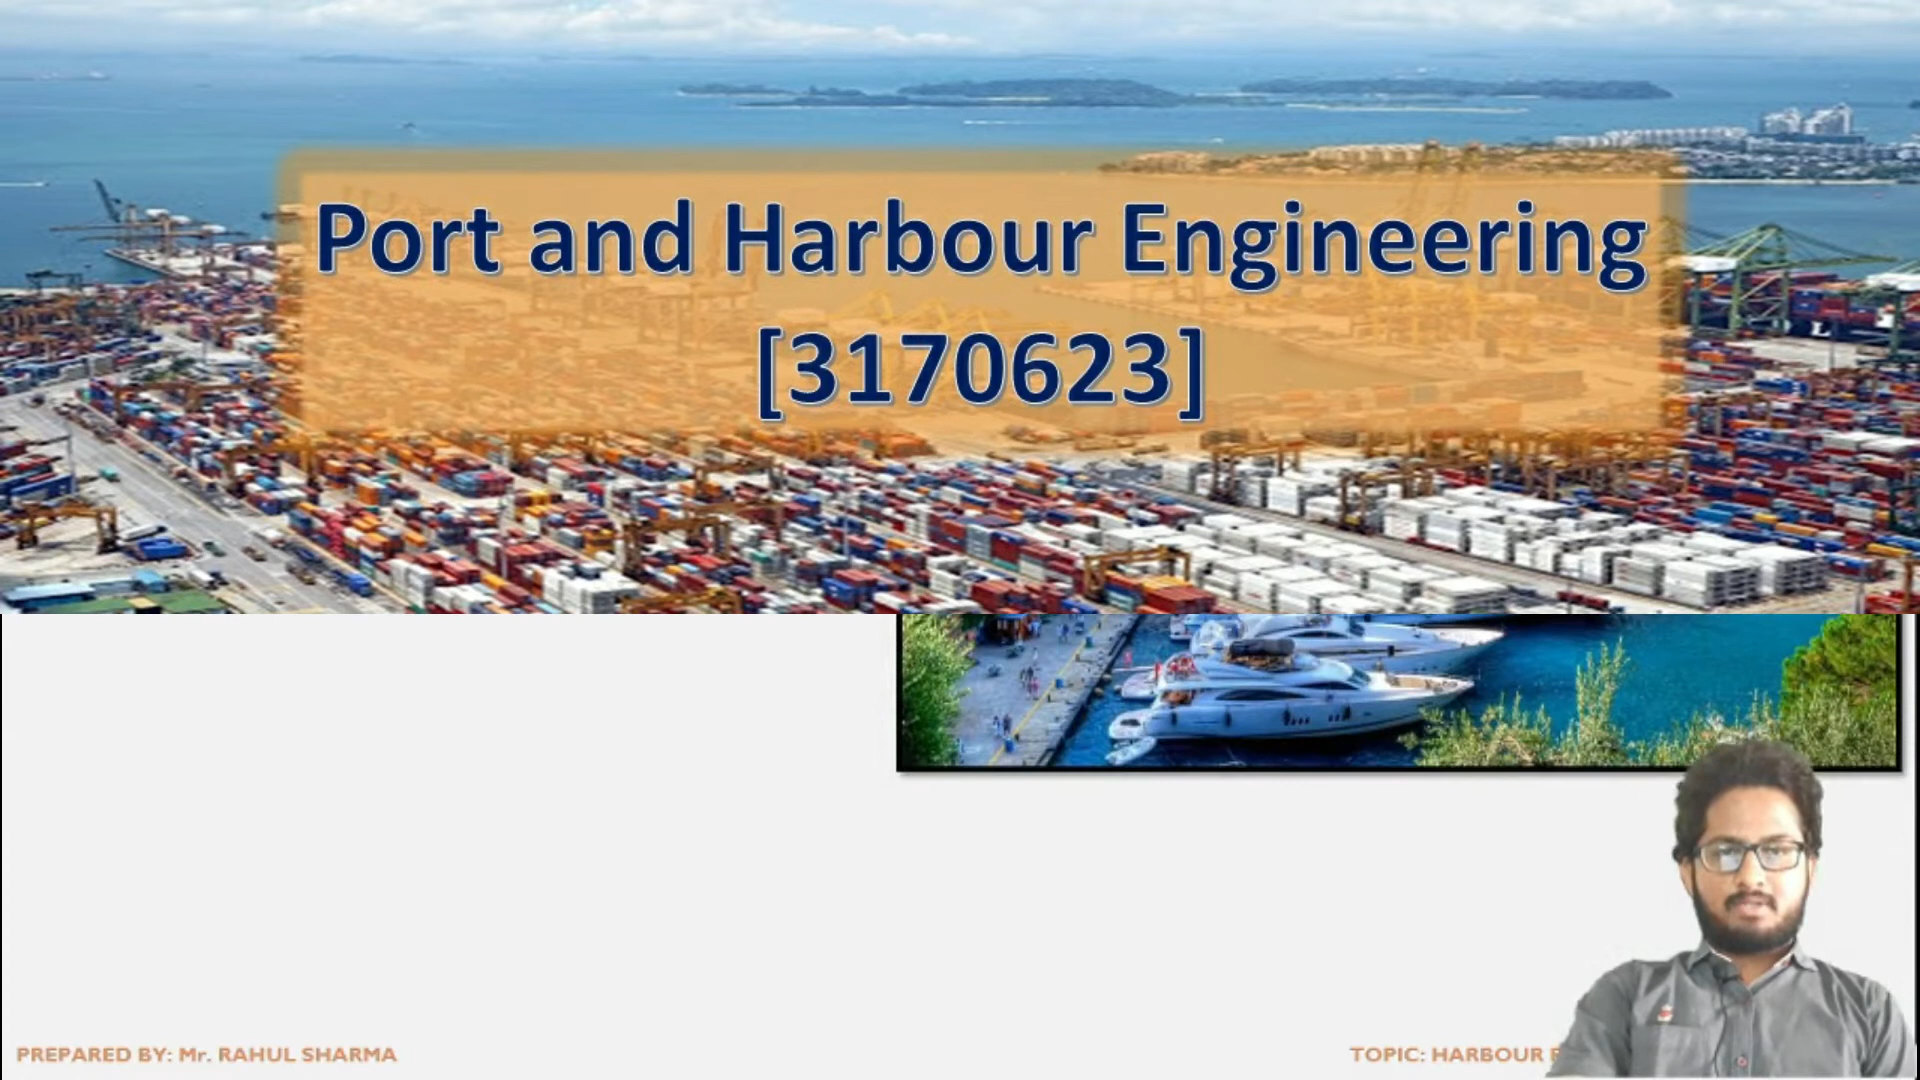 Port and Harbour Engineering
[3170623]
PREPARED BY: Mr. RAHUL SHARMA
TOPIC: HARBOUR